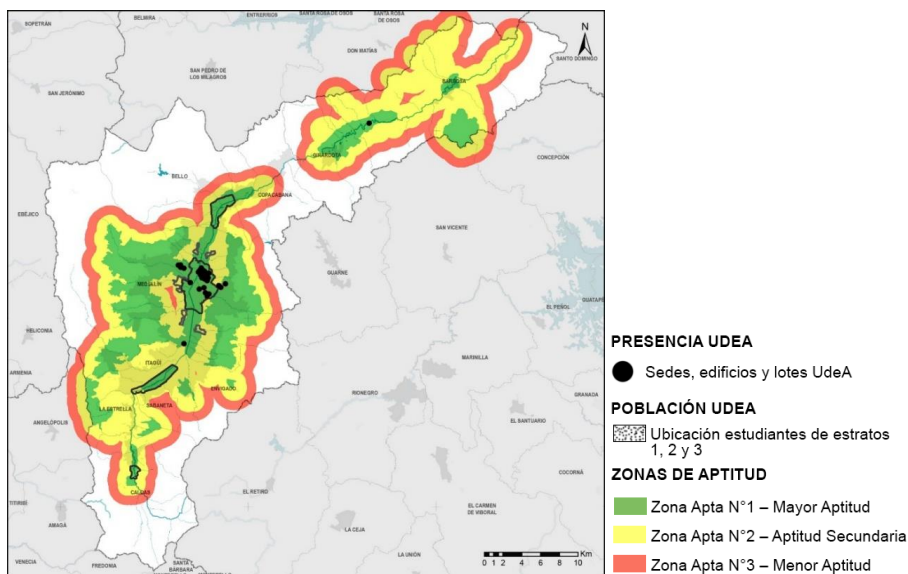 SOPETRÁN
BELMIRA
ENTRERRIOS
SANTA ROSA DE OSOS
SANTA ROSA
DE OSOS
N
DON MATÍAS
SANTO DOMINGO
SAN PEDRO DE
LOS MILAGROS
SAN JERÓNIMO
BARBOSA
GIRARDOTA
CONCEPCIÓN
BELLO
COPACABANA
EBÉJICO
SAN VICENTE
GUARNE
MEDELLÍN
EL PEÑOL
GUATAPÉ
HELICONIA
ITAGÜÍ
MARINILLA
ARMENIA
ENVIGADO
RIONEGRO
GRANADA
LA ESTRELLA
SABANETA
ANGELÓPOLIS
EL SANTUARIO
COCORNÁ
CALDAS
EL RETIRO
TITIRIBÍ
EL CARMEN
DE VIBORAL
AMAGÁ
LA CEJA
LA UNIÓN
VENECIA
FREDONIA
SANTA
BÁRBARA
0 1 2 4 6 8 10 Km
PRESENCIA UDEA
Sedes, edificios y lotes UdeA
POBLACIÓN UDEA
Ubicación estudiantes de estratos
1, 2 y 3
ZONAS DE APTITUD
Zona Apta N°1 – Mayor Aptitud
Zona Apta N°2 – Aptitud Secundaria
Zona Apta N°3 – Menor Aptitud